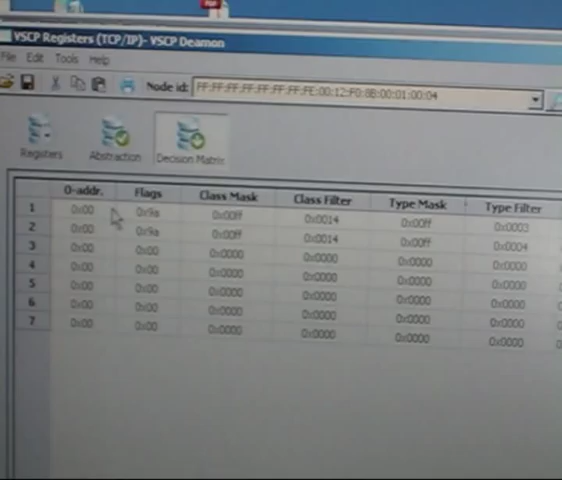 VSCP Registers (TCP/IP)- VSCP Deamon
File Edit Tools Help
Node id: FF:FF:FF:FF:FF:FF:FF:FE:00:12:F0:8B:00:01:00:04
Registers Abstraction Decision Matrix
O-addr. Flags Class Mask Class Filter Type Mask Type Filter
1 0x00 0x9a 0x00ff 0x0014 0x00ff 0x0003
2 0x00 0x9a 0x00ff 0x0014 0x00ff 0x0004
3 0x00 0x00 0x0000 0x0000 0x0000 0x0000
4 0x00 0x00 0x0000 0x0000 0x0000 0x0000
5 0x00 0x00 0x0000 0x0000 0x0000 0x0000
6 0x00 0x00 0x0000 0x0000 0x0000 0x0000
7 0x00 0x00 0x0000 0x0000 0x0000 0x0000